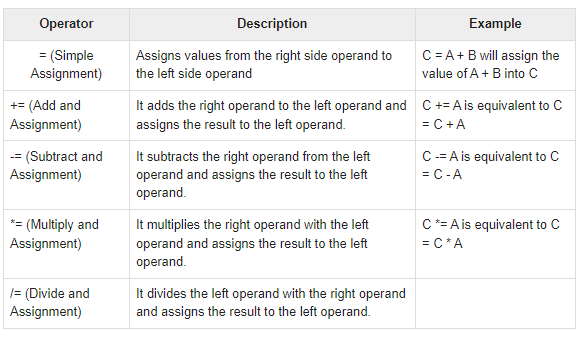 Operator Description Example
= (Simple
Assignment)
Assigns values from the right side operand to
the left side operand
C = A + B will assign the
value of A + B into C
+= (Add and
Assignment)
It adds the right operand to the left operand and
assigns the result to the left operand.
C += A is equivalent to C
= C + A
-= (Subtract and
Assignment)
It subtracts the right operand from the left
operand and assigns the result to the left
operand.
C -= A is equivalent to C
= C - A
*= (Multiply and
Assignment)
It multiplies the right operand with the left
operand and assigns the result to the left
operand.
C *= A is equivalent to C
= C * A
/= (Divide and
Assignment)
It divides the left operand with the right operand
and assigns the result to the left operand.